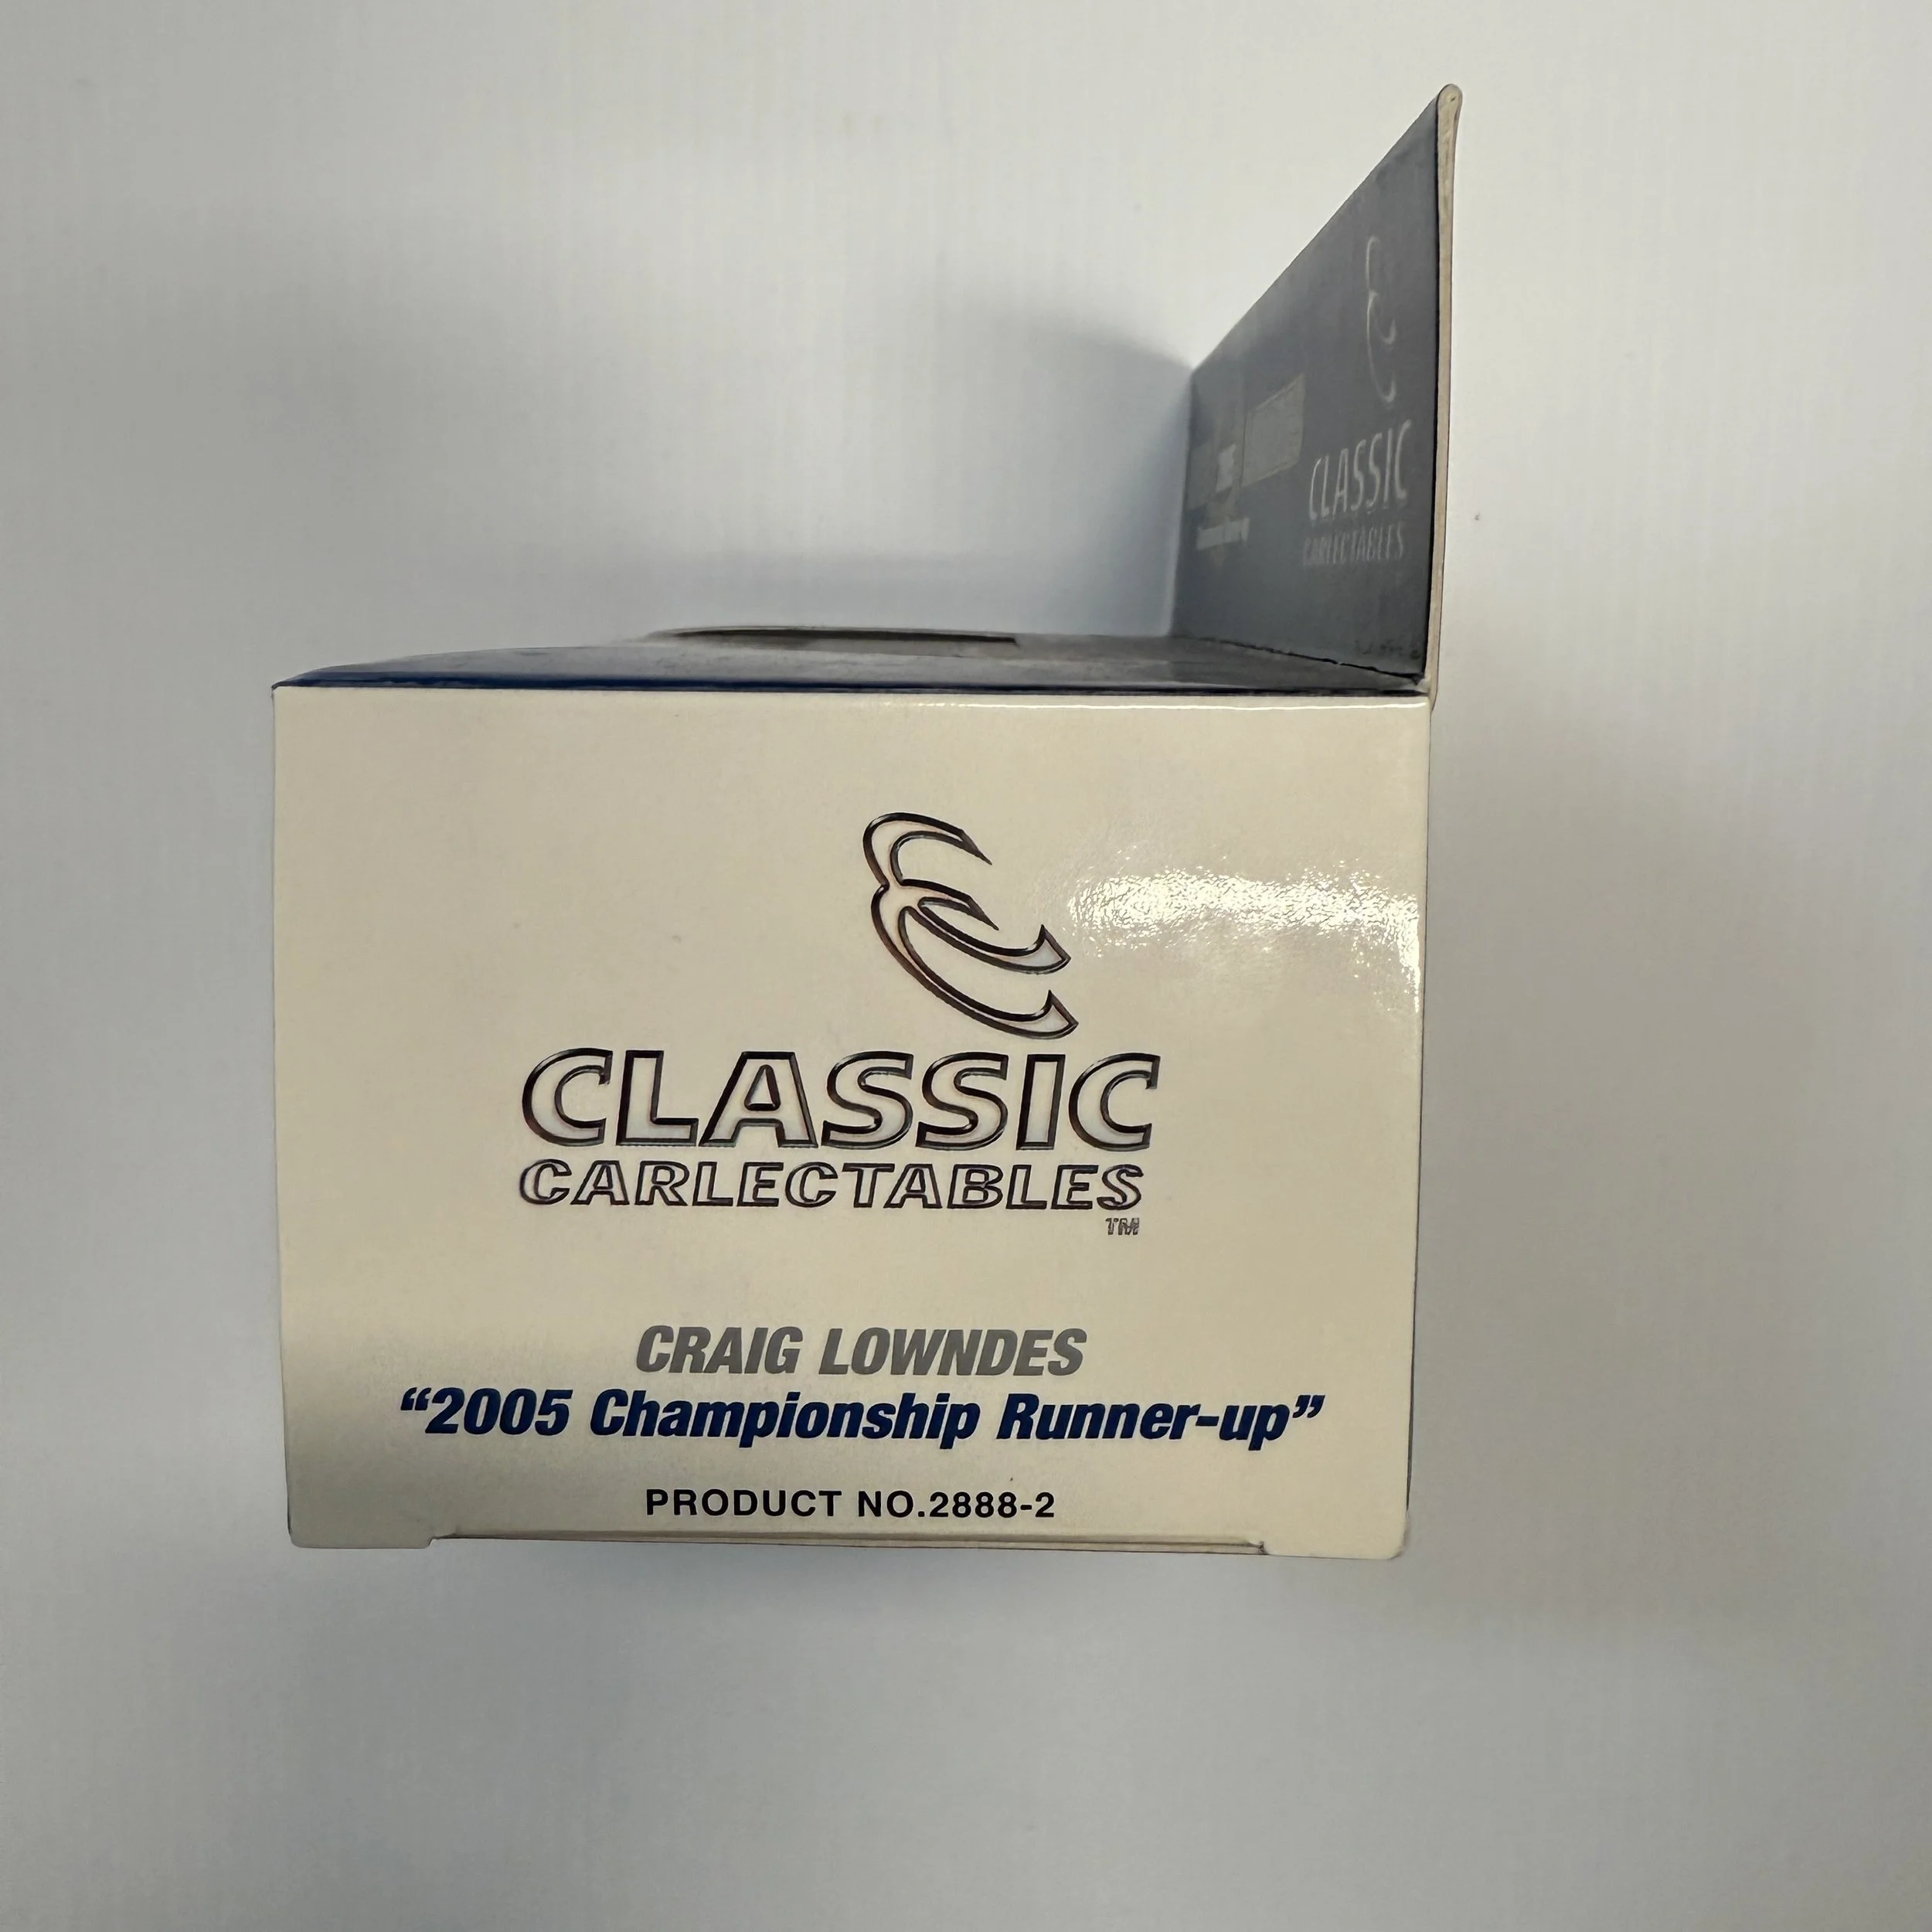 CLASSIC
CARLECTABLES
CLASSIC
CARLECTABLES
TM
CRAIG LOWNDES
“2005 Championship Runner-up”
PRODUCT NO.2888-2